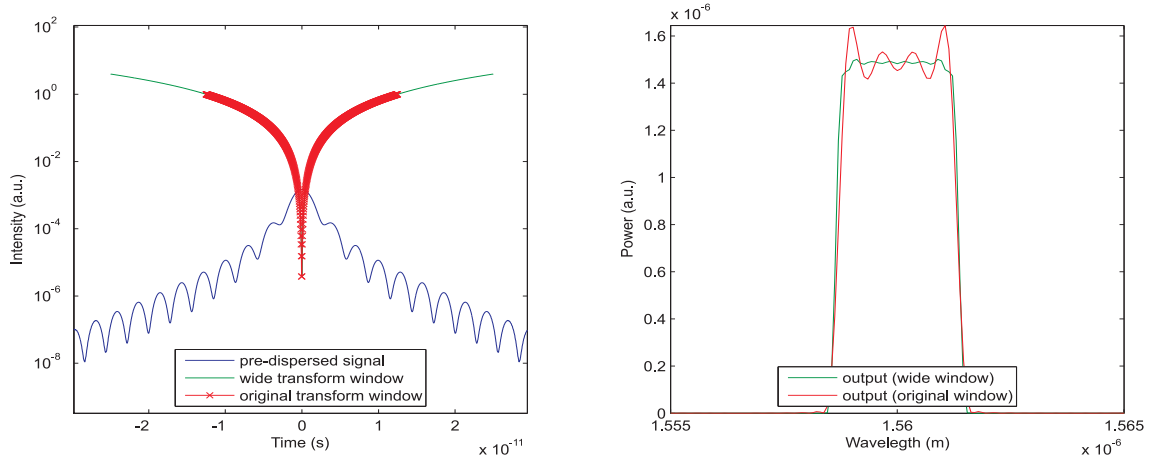 10^2
10^0
10^-2
10^-4
10^-6
10^-8
Intensity (a.u.)
-2
-1
0
1
2
x 10^-11
Time (s)
pre-dispersed signal
wide transform window
original transform window
x 10^-6
1.6
1.4
1.2
1
0.8
0.6
0.4
0.2
0
Power (a.u.)
1.555
1.56
1.565
x 10^-6
Wavelegth (m)
output (wide window)
output (original window)